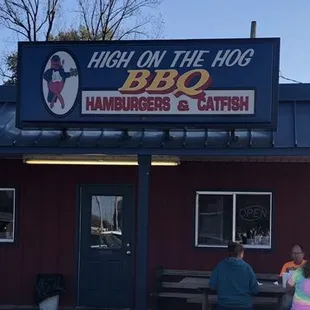 HIGH ON THE HOG
BBQ
HAMBURGERS & CATFISH
OPEN